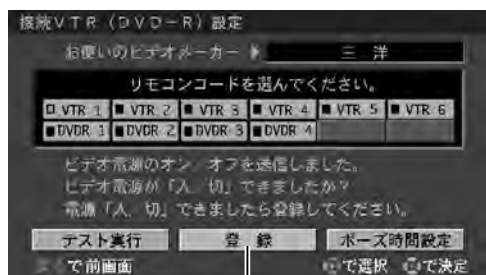 接続VTR(DVD-R)設定
お使いのビデオメーカー 三 洋
リモコンコードを選んでください。
VTR 1 VTR 2 VTR 3 VTR 4 VTR 5 VTR 6
DVDR 1 DVDR 2 DVDR 3 DVDR 4
ビデオ電源のオン/オフを送信しました。
ビデオ電源が「入/切」できましたか?
電源「入/切」できましたら登録してください。
テスト実行 登 録 ポーズ時間設定
で前画面 で選択 で決定